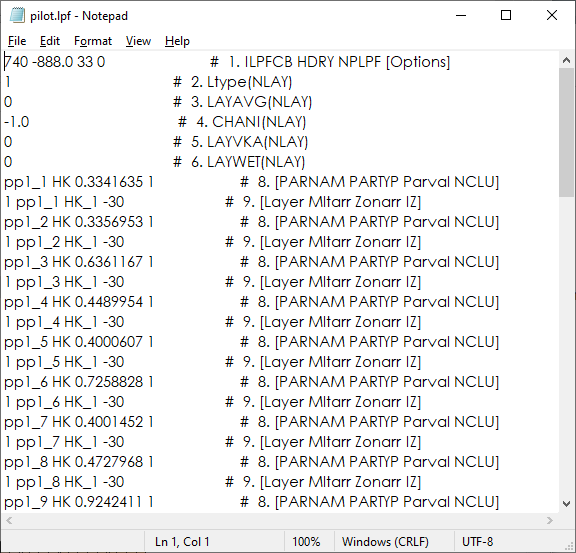 pilot.lpf - Notepad
File Edit Format View Help
740 -888.0 33 0 # 1. ILPFCB HDRY NPLPF [Options]
1 # 2. Ltype(NLAY)
0 # 3. LAYAVG(NLAY)
-1.0 # 4. CHANI(NLAY)
0 # 5. LAYVKA(NLAY)
0 # 6. LAYWET(NLAY)
pp1_1 HK 0.3341635 1 # 8. [PARNAM PARTYP Parval NCLU]
1 pp1_1 HK_1 -30 # 9. [Layer Mltarr Zonarr IZ]
pp1_2 HK 0.3356953 1 # 8. [PARNAM PARTYP Parval NCLU]
1 pp1_2 HK_1 -30 # 9. [Layer Mltarr Zonarr IZ]
pp1_3 HK 0.6361167 1 # 8. [PARNAM PARTYP Parval NCLU]
1 pp1_3 HK_1 -30 # 9. [Layer Mltarr Zonarr IZ]
pp1_4 HK 0.4489954 1 # 8. [PARNAM PARTYP Parval NCLU]
1 pp1_4 HK_1 -30 # 9. [Layer Mltarr Zonarr IZ]
pp1_5 HK 0.4000607 1 # 8. [PARNAM PARTYP Parval NCLU]
1 pp1_5 HK_1 -30 # 9. [Layer Mltarr Zonarr IZ]
pp1_6 HK 0.7258828 1 # 8. [PARNAM PARTYP Parval NCLU]
1 pp1_6 HK_1 -30 # 9. [Layer Mltarr Zonarr IZ]
pp1_7 HK 0.4001452 1 # 8. [PARNAM PARTYP Parval NCLU]
1 pp1_7 HK_1 -30 # 9. [Layer Mltarr Zonarr IZ]
pp1_8 HK 0.4727968 1 # 8. [PARNAM PARTYP Parval NCLU]
1 pp1_8 HK_1 -30 # 9. [Layer Mltarr Zonarr IZ]
pp1_9 HK 0.9242411 1 # 8. [PARNAM PARTYP Parval NCLU]
Ln 1, Col 1 100% Windows (CRLF) UTF-8